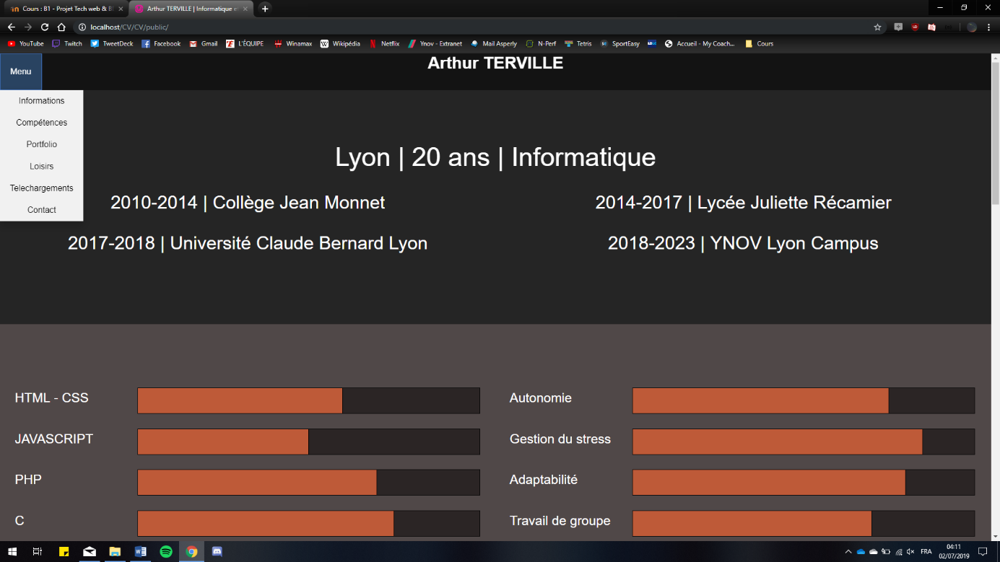 Cours : B1 - Projet Tech web & B
Arthur TERVILLE | Informatique e
localhost/CV/CV/public/
YouTube Twitch TweetDeck Facebook Gmail L'ÉQUIPE Winamax Wikipédia Netflix Ynov - Extranet Mail Asperly N-Perf Tetris SportEasy Accueil - My Coach... Cours
Menu
Arthur TERVILLE
Informations
Compétences
Portfolio
Loisirs
Telechargements
Contact
Lyon | 20 ans | Informatique
2010-2014 | Collège Jean Monnet
2014-2017 | Lycée Juliette Récamier
2017-2018 | Université Claude Bernard Lyon
2018-2023 | YNOV Lyon Campus
HTML - CSS
Autonomie
JAVASCRIPT
Gestion du stress
PHP
Adaptabilité
C
Travail de groupe
FRA
04:11
02/07/2019